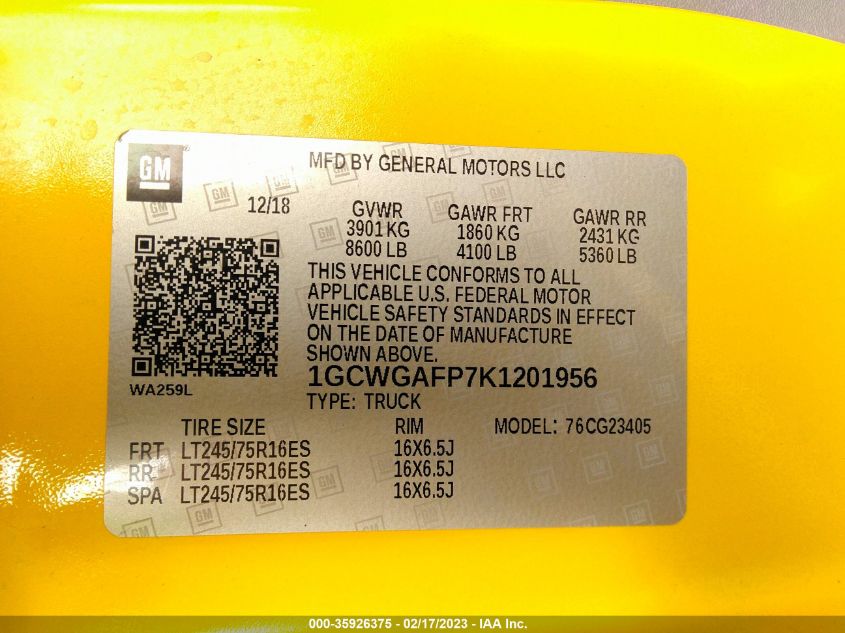 GM
MFD BY GENERAL MOTORS LLC
12/18
GVWR GAWR FRT GAWR RR
3901 KG 1860 KG 2431 KG
8600 LB 4100 LB 5360 LB
THIS VEHICLE CONFORMS TO ALL
APPLICABLE U.S. FEDERAL MOTOR
VEHICLE SAFETY STANDARDS IN EFFECT
ON THE DATE OF MANUFACTURE
SHOWN ABOVE.
WA259L
1GCWGAFP7K1201956
TYPE: TRUCK
TIRE SIZE RIM MODEL: 76CG23405
FRT LT245/75R16ES 16X6.5J
RR LT245/75R16ES 16X6.5J
SPA LT245/75R16ES 16X6.5J
000-35926375 - 02/17/2023 - IAA Inc.